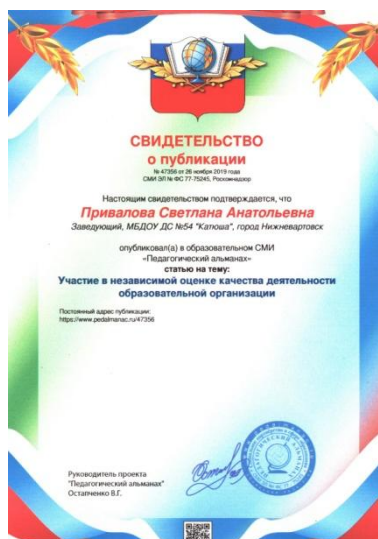 СВИДЕТЕЛЬСТВО
о публикации
№ 47356 от 26 ноября 2019 года
СМИ ЭЛ № ФС 77-75245, Роскомнадзор
Настоящим свидетельством подтверждается, что
Привалова Светлана Анатольевна
Заведующий, МБДОУ ДС №54 "Катюша", город Нижневартовск
опубликовал(а) в образовательном СМИ
«Педагогический альманах»
статью на тему:
Участие в независимой оценке качества деятельности
образовательной организации
Постоянный адрес публикации:
https://www.pedalmanac.ru/47356
Руководитель проекта
"Педагогический альманах"
Остапченко В.Г.